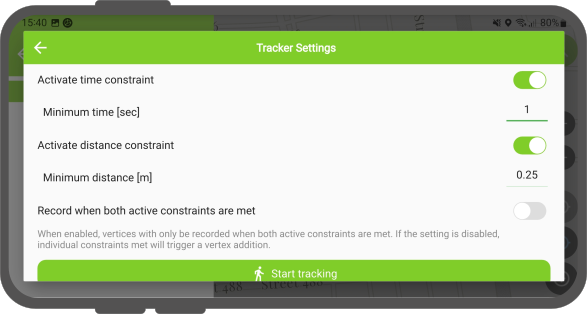 15:40
80%
Tracker Settings
Activate time constraint
Minimum time [sec]
1
Activate distance constraint
Minimum distance [m]
0.25
Record when both active constraints are met
When enabled, vertices with only be recorded when both active constraints are met. If the setting is disabled,
individual constraints met will trigger a vertex addition.
Start tracking
Street 488